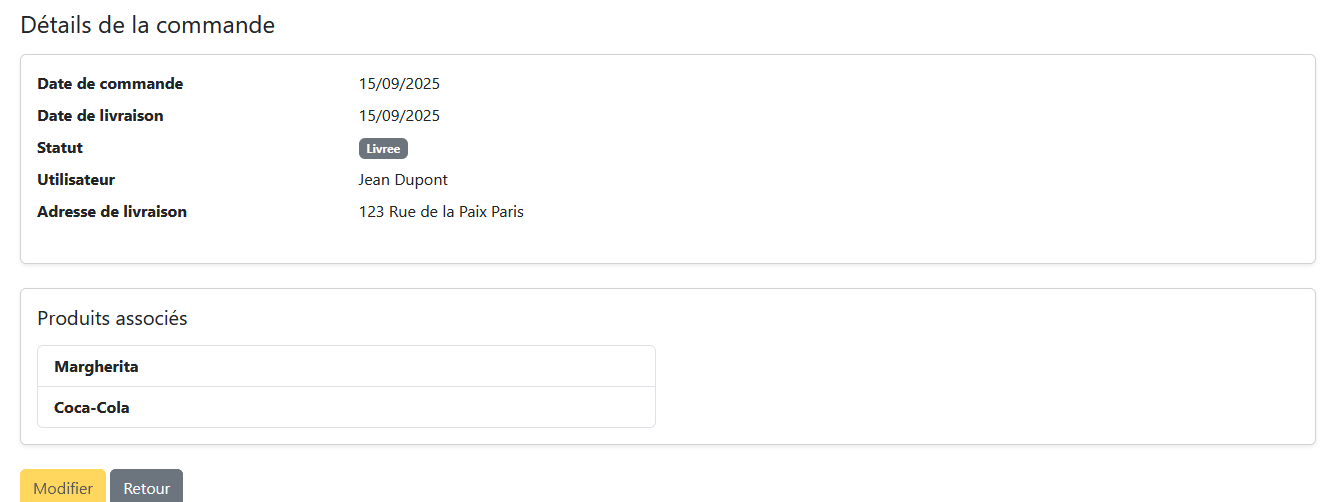 Détails de la commande
Date de commande 15/09/2025
Date de livraison 15/09/2025
Statut Livree
Utilisateur Jean Dupont
Adresse de livraison 123 Rue de la Paix Paris
Produits associés
Margherita
Coca-Cola
Modifier Retour